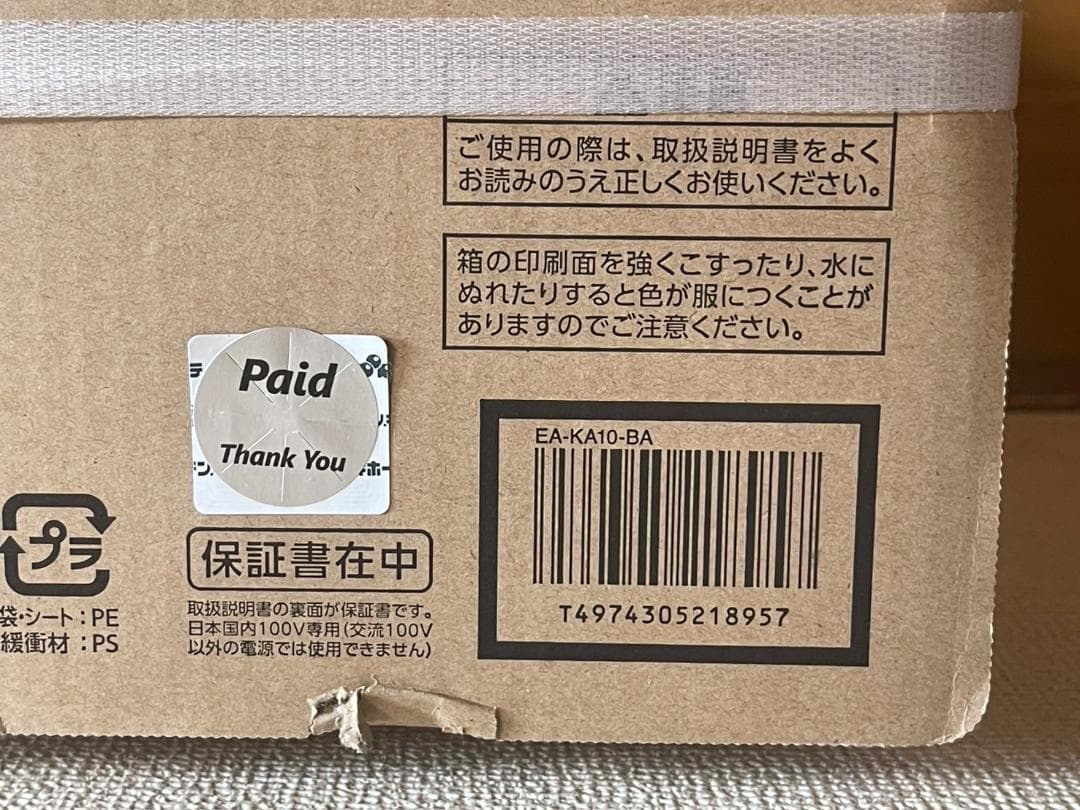 ご使用の際は、取扱説明書をよく
お読みのうえ正しくお使いください。
箱の印刷面を強くこすったり、水に
ぬれたりすると色が服につくことが
ありますのでご注意ください。
Paid
Thank You
EA-KA10-BA
T4974305218957
プラ
袋・シート：PE
緩衝材：PS
保証書在中
取扱説明書の裏面が保証書です。
日本国内100V専用(交流100V
以外の電源では使用できません)